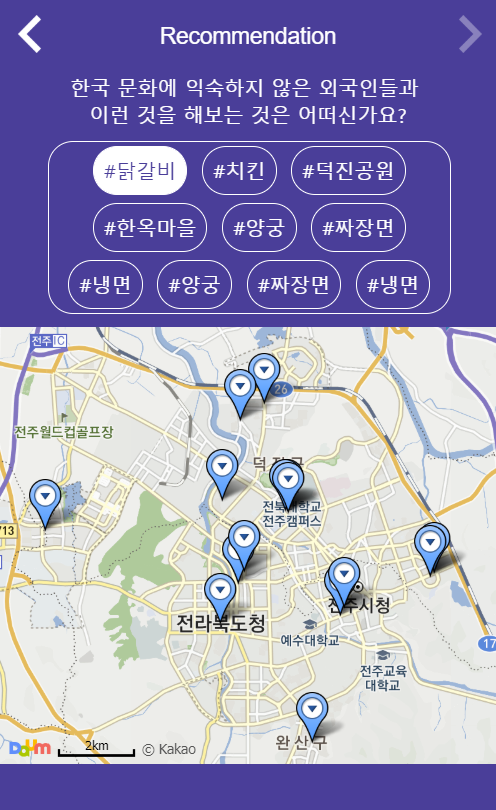 Recommendation
한국 문화에 익숙하지 않은 외국인들과
이런 것을 해보는 것은 어떠신가요?
#닭갈비 #치킨 #덕진공원
#한옥마을 #양궁 #짜장면
#냉면 #양궁 #짜장면 #냉면
전주IC
26
전주월드컵골프장
덕진구
전북대학교
전주캠퍼스
713
전주시청
전라북도청
예수대학교
17
전주교육
대학교
완산구
Daum 2km © Kakao